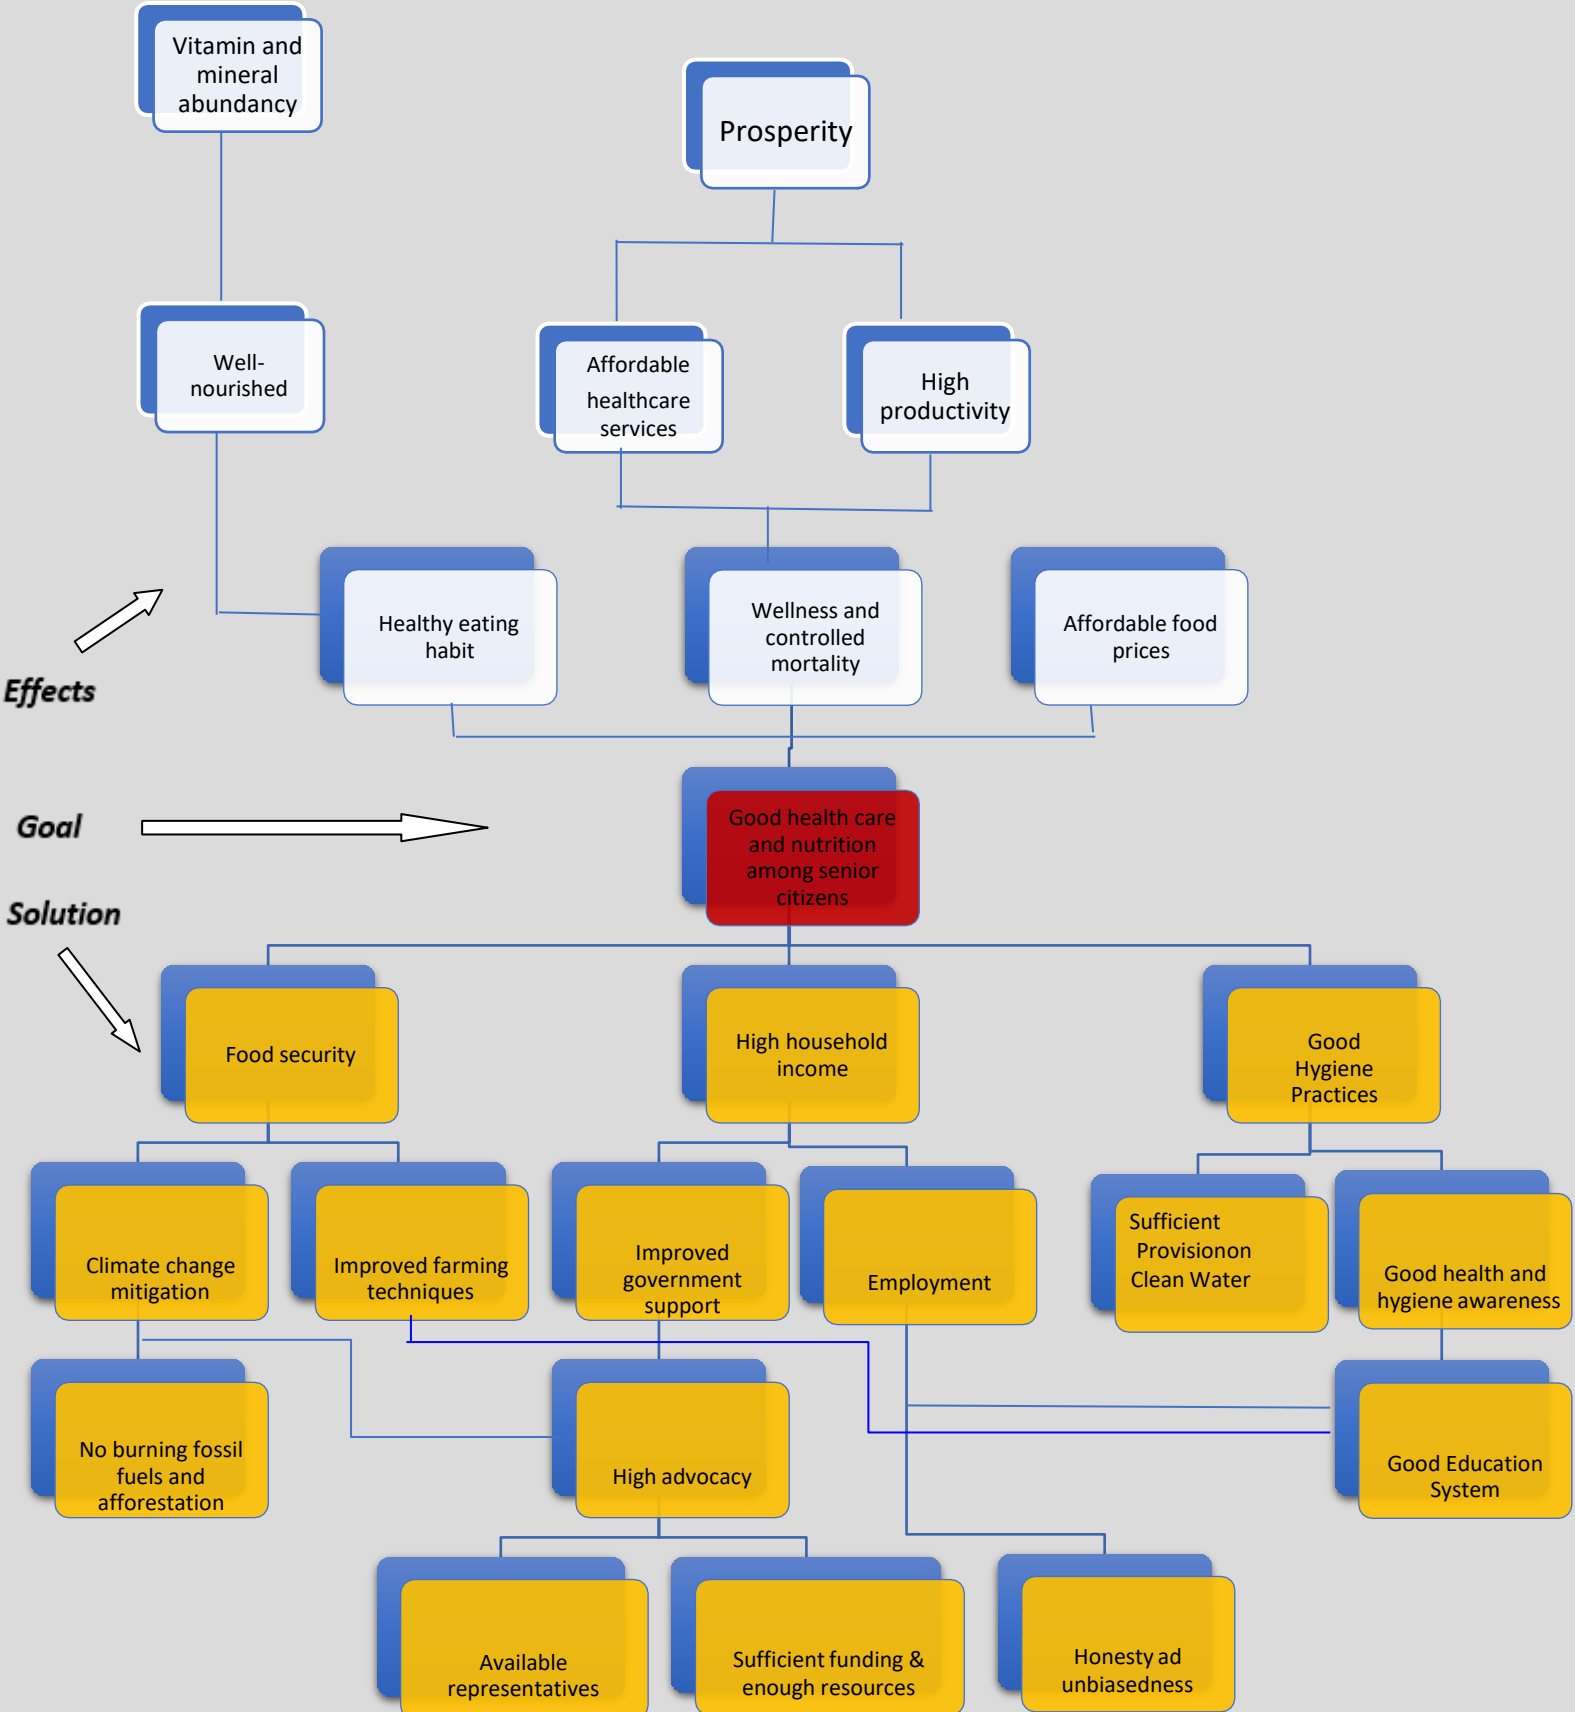 Vitamin and
mineral
abundancy
Prosperity
Well-
nourished
Affordable
healthcare
services
High
productivity
Healthy eating
habit
Wellness and
controlled
mortality
Affordable food
prices
Effects
Goal
Good health care
and nutrition
among senior
citizens
Solution
Food security
High household
income
Good
Hygiene
Practices
Climate change
mitigation
Improved farming
techniques
Improved
government
support
Employment
Sufficient
Provisionon
Clean Water
Good health and
hygiene awareness
No burning fossil
fuels and
afforestation
High advocacy
Good Education
System
Available
representatives
Sufficient funding &
enough resources
Honesty ad
unbiasedness